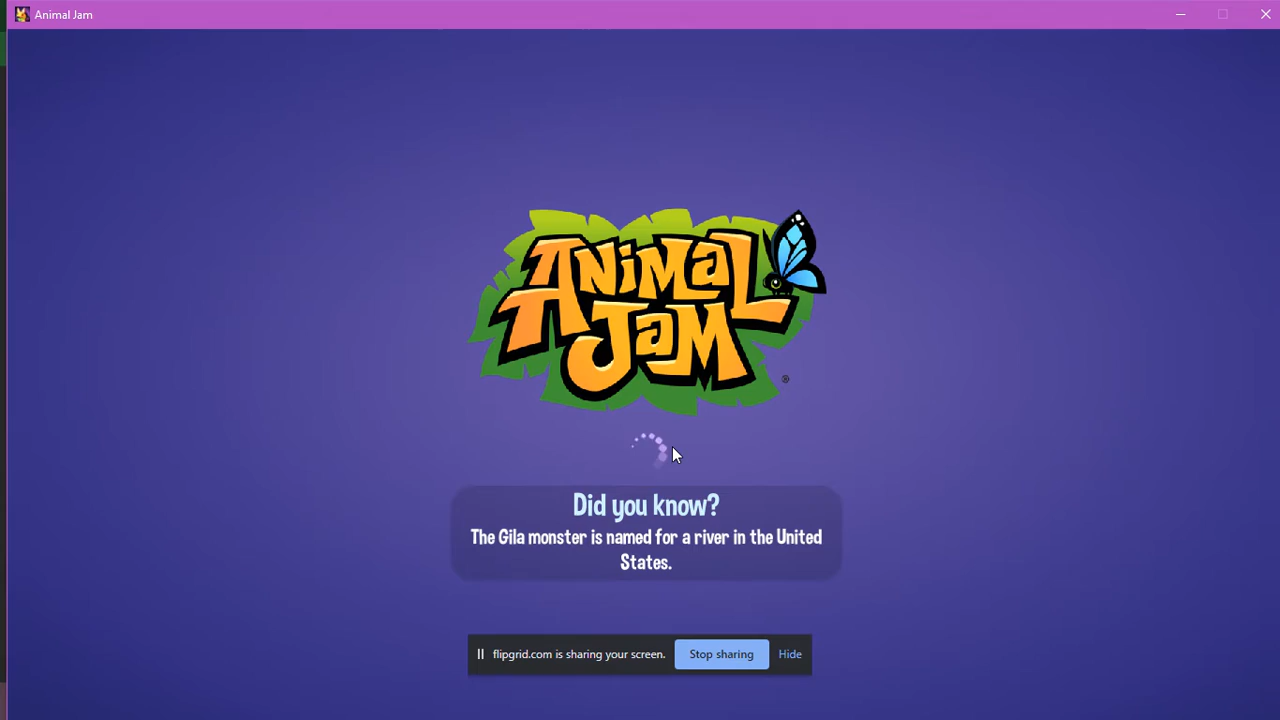 Animal Jam
ANiMaL
JaM
®
Did you know?
The Gila monster is named for a river in the United
States.
flipgrid.com is sharing your screen.
Stop sharing
Hide